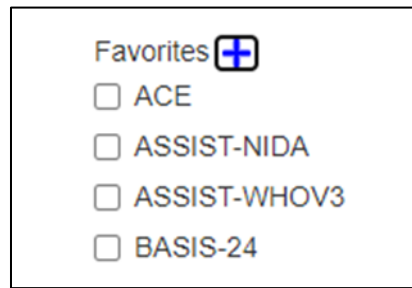 Favorites
ACE
ASSIST-NIDA
ASSIST-WHOV3
BASIS-24